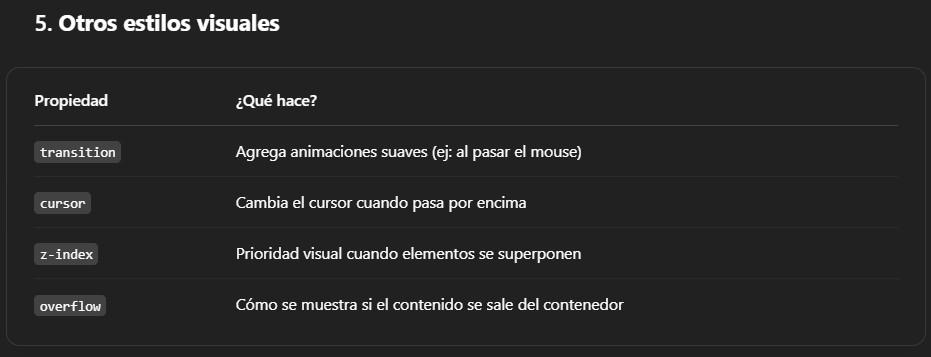 5. Otros estilos visuales
Propiedad ¿Qué hace?
transition Agrega animaciones suaves (ej: al pasar el mouse)
cursor Cambia el cursor cuando pasa por encima
z-index Prioridad visual cuando elementos se superponen
overflow Cómo se muestra si el contenido se sale del contenedor